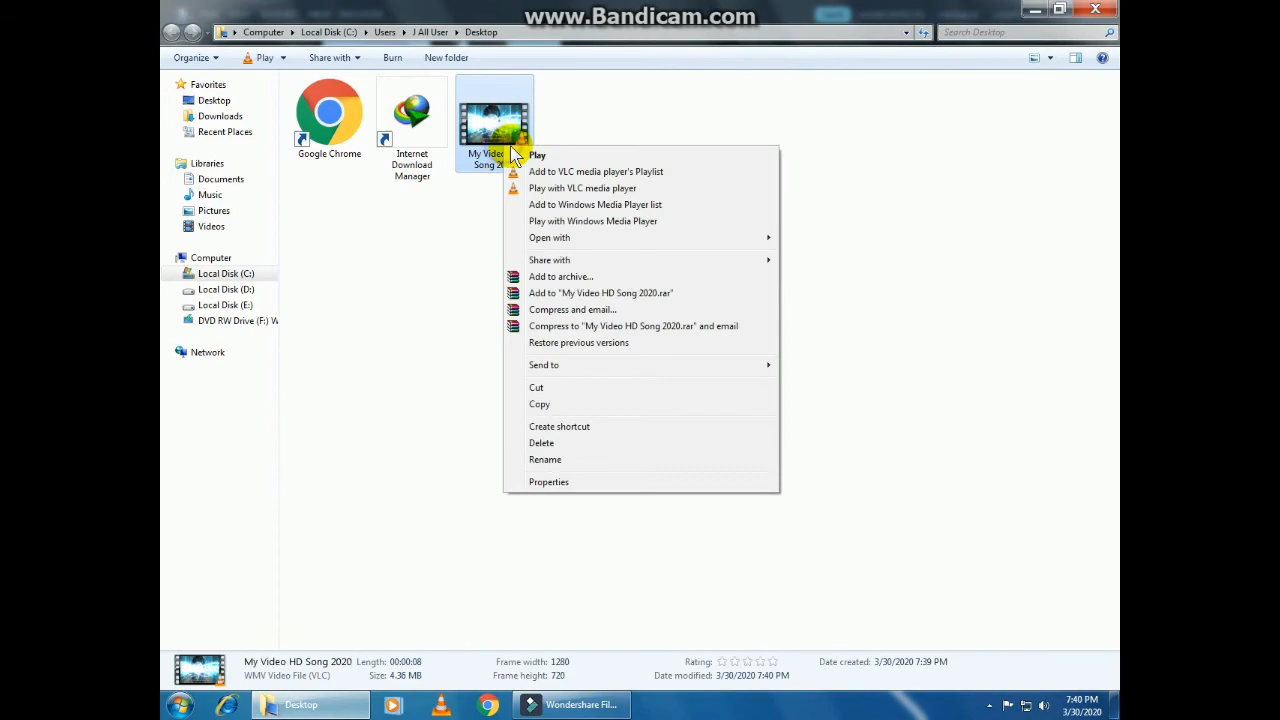 www.Bandicam.com
Computer Local Disk (C:) Users J All User Desktop
Search Desktop
Organize Play Share with Burn New folder
Favorites
Desktop
Downloads
Recent Places
Libraries
Documents
Music
Pictures
Videos
Computer
Local Disk (C:)
Local Disk (D:)
Local Disk (E:)
DVD RW Drive (F:) W
Network
Google Chrome
Internet
Download
Manager
My Video
Song 20
Play
Add to VLC media player's Playlist
Play with VLC media player
Add to Windows Media Player list
Play with Windows Media Player
Open with
Share with
Add to archive...
Add to "My Video HD Song 2020.rar"
Compress and email...
Compress to "My Video HD Song 2020.rar" and email
Restore previous versions
Send to
Cut
Copy
Create shortcut
Delete
Rename
Properties
My Video HD Song 2020 Length: 00:00:08 Frame width: 1280 Rating: Date created: 3/30/2020 7:39 PM
WMV Video File (VLC) Size: 4.36 MB Frame height: 720 Date modified: 3/30/2020 7:40 PM
Desktop
Wondershare Fil...
7:40 PM
3/30/2020